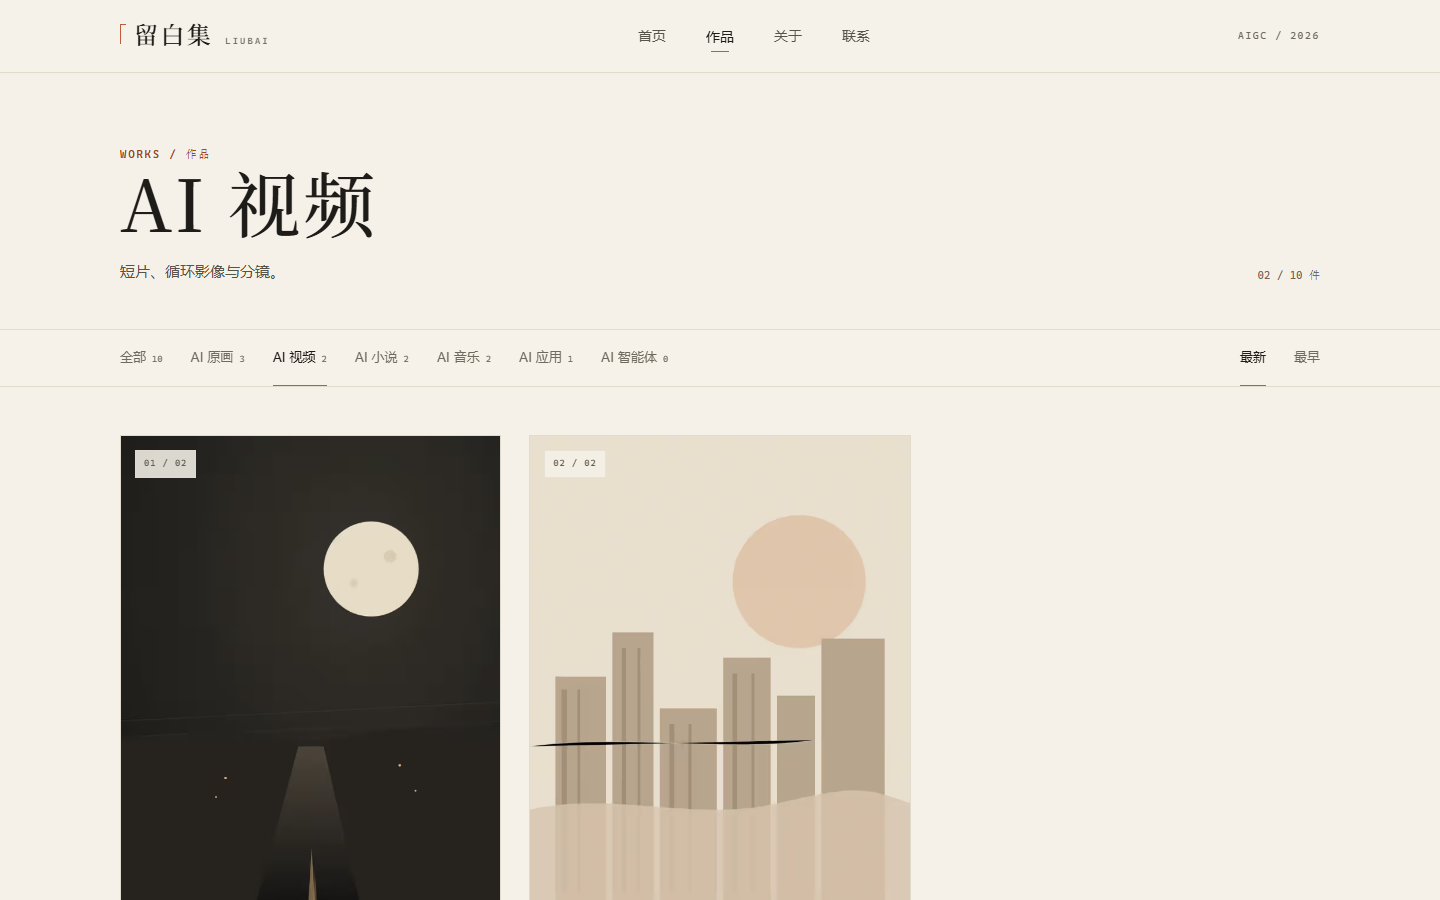 留白集 LIUBAI
首页 作品 关于 联系
AIGC / 2026
WORKS / 作品
AI 视频
短片、循环影像与分镜。
02 / 10 件
全部 10 AI 原画 3 AI 视频 2 AI 小说 2 AI 音乐 2 AI 应用 1 AI 智能体 0
最新 最早
01 / 02
02 / 02